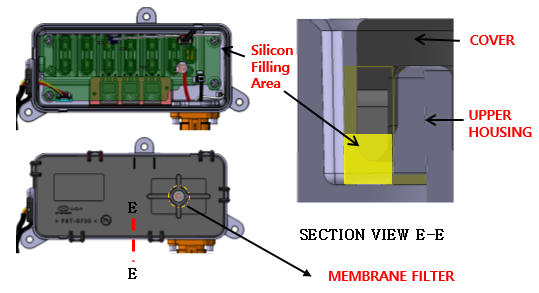 Silicon
Filling
Area
COVER
UPPER
HOUSING
E
E
SECTION VIEW E-E
MEMBRANE FILTER